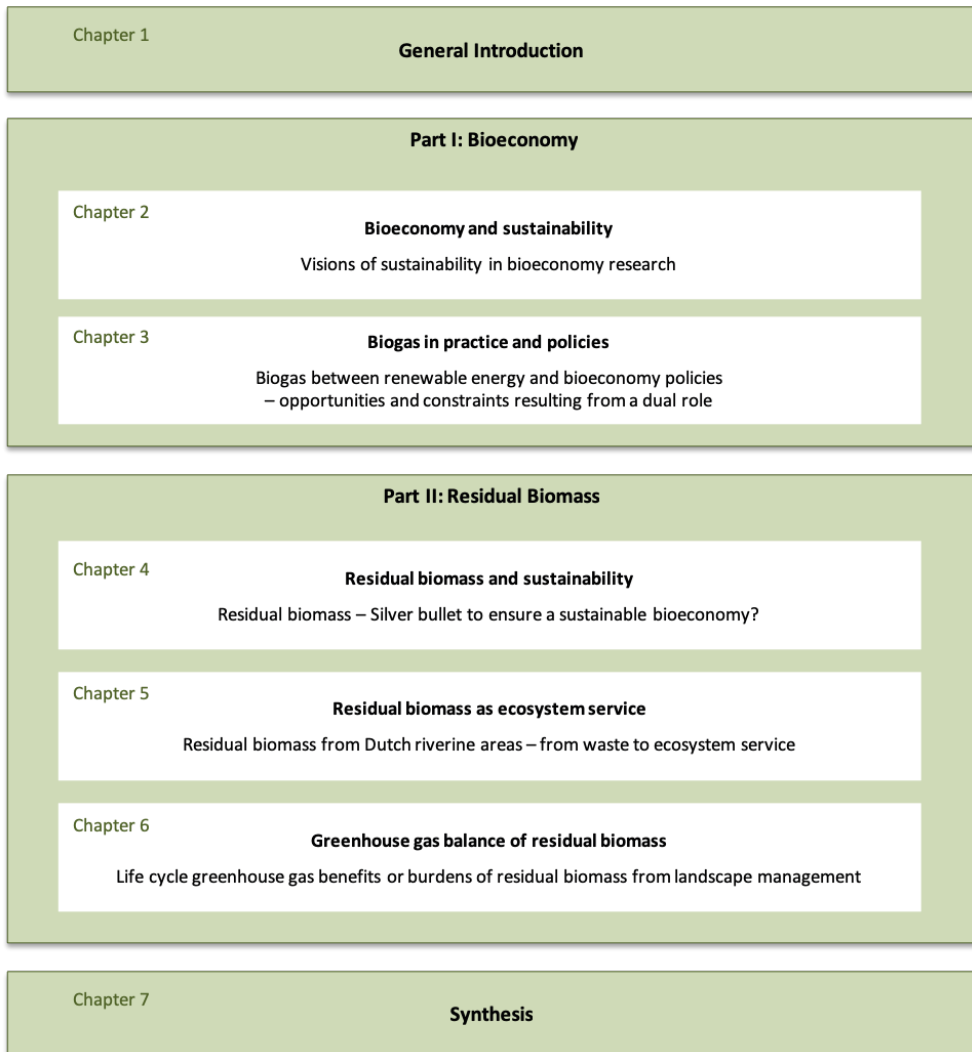 Chapter 1
General Introduction
Part I: Bioeconomy
Chapter 2
Bioeconomy and sustainability
Visions of sustainability in bioeconomy research
Chapter 3
Biogas in practice and policies
Biogas between renewable energy and bioeconomy policies
– opportunities and constraints resulting from a dual role
Part II: Residual Biomass
Chapter 4
Residual biomass and sustainability
Residual biomass – Silver bullet to ensure a sustainable bioeconomy?
Chapter 5
Residual biomass as ecosystem service
Residual biomass from Dutch riverine areas – from waste to ecosystem service
Chapter 6
Greenhouse gas balance of residual biomass
Life cycle greenhouse gas benefits or burdens of residual biomass from landscape management
Chapter 7
Synthesis